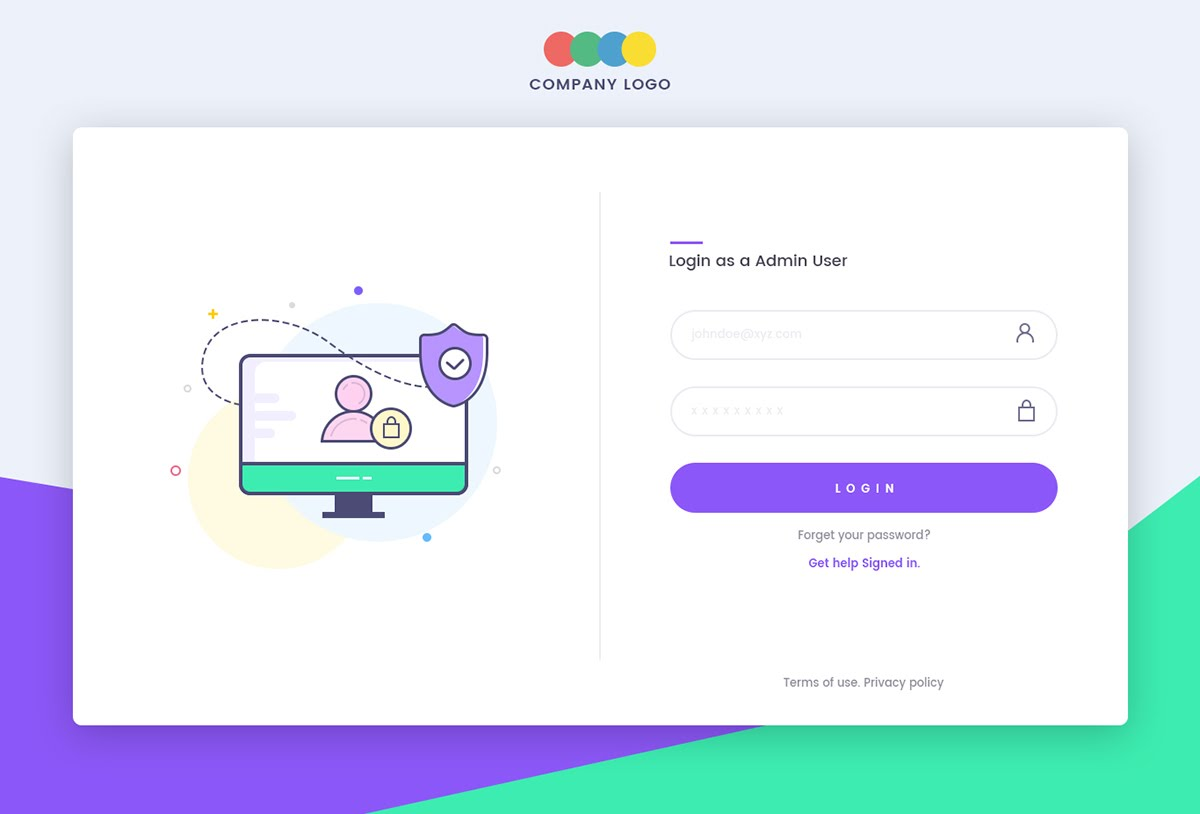 COMPANY LOGO
Login as a Admin User
johndoe@xyz.com
x x x x x x x x x
LOGIN
Forget your password?
Get help Signed in.
Terms of use. Privacy policy